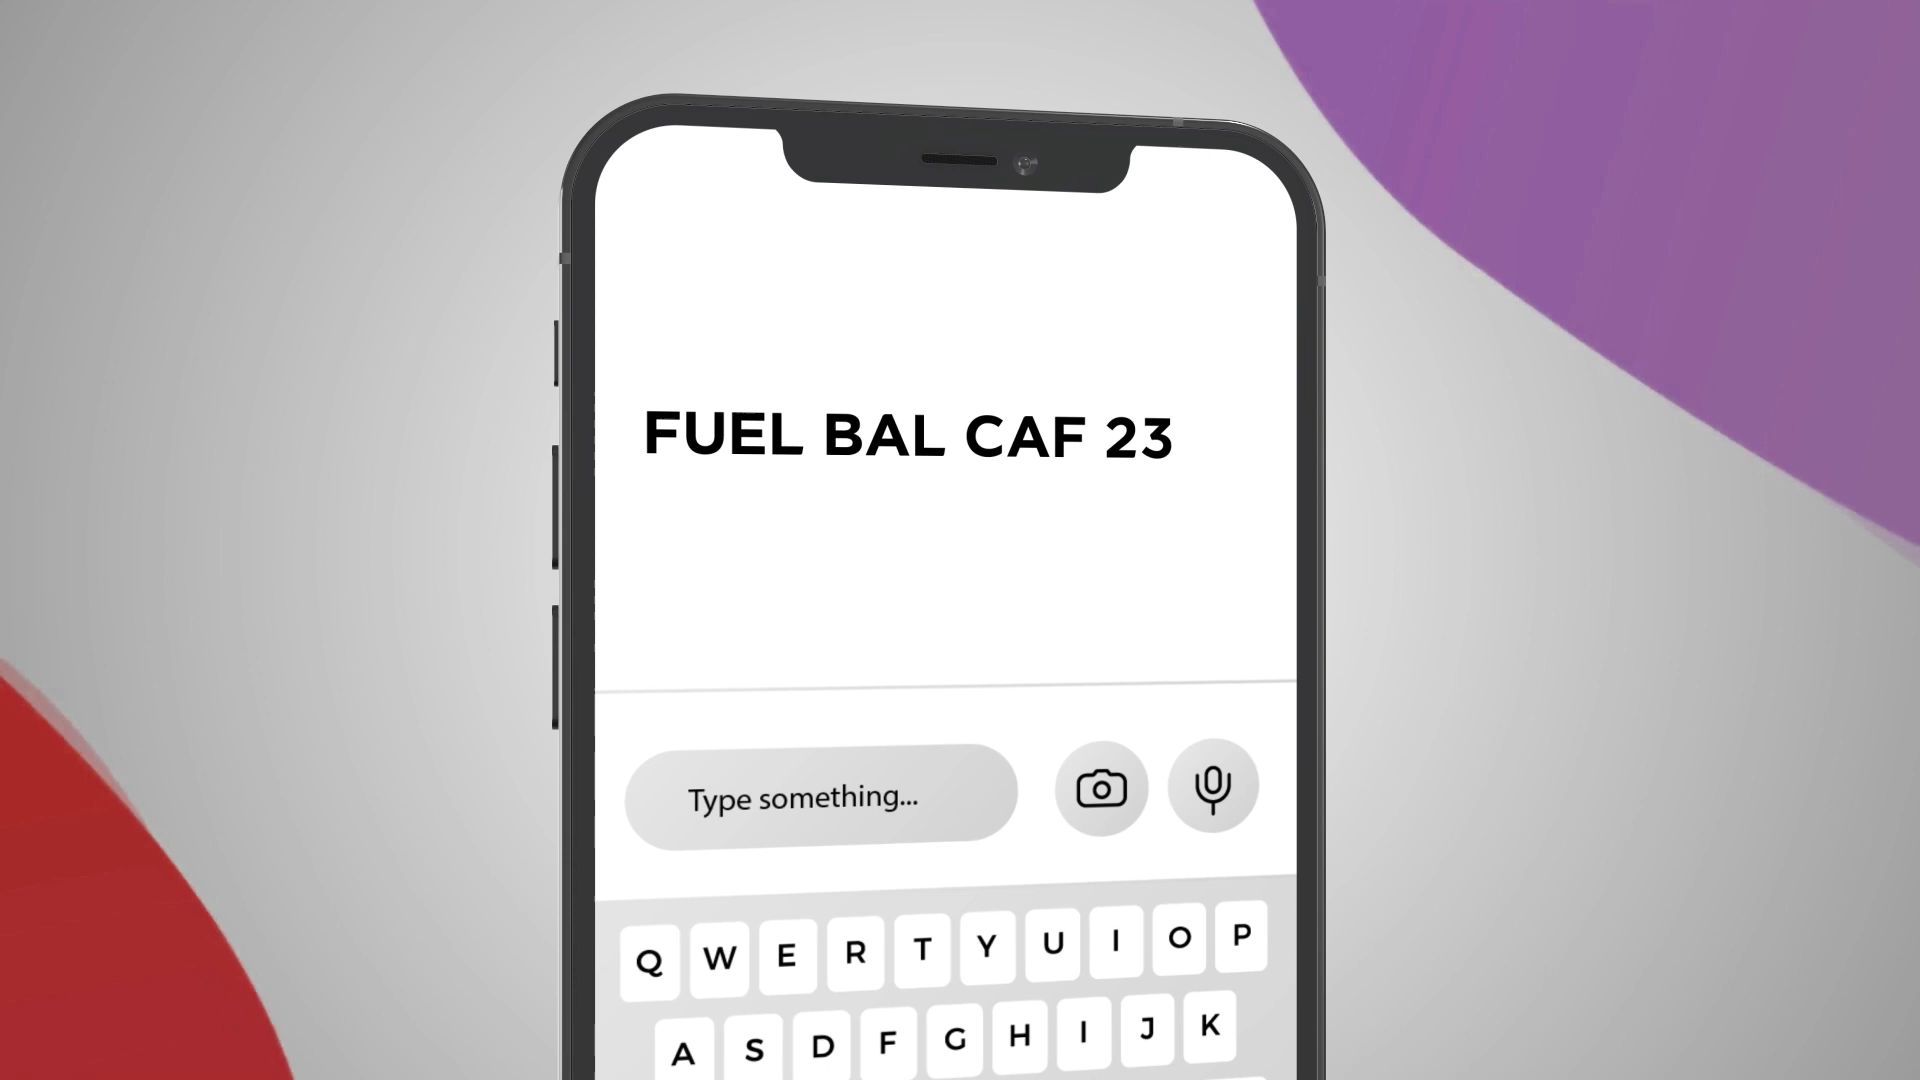 FUEL BAL CAF 23
Type something...
Q W E R T Y U I O P
A S D F G H I J K